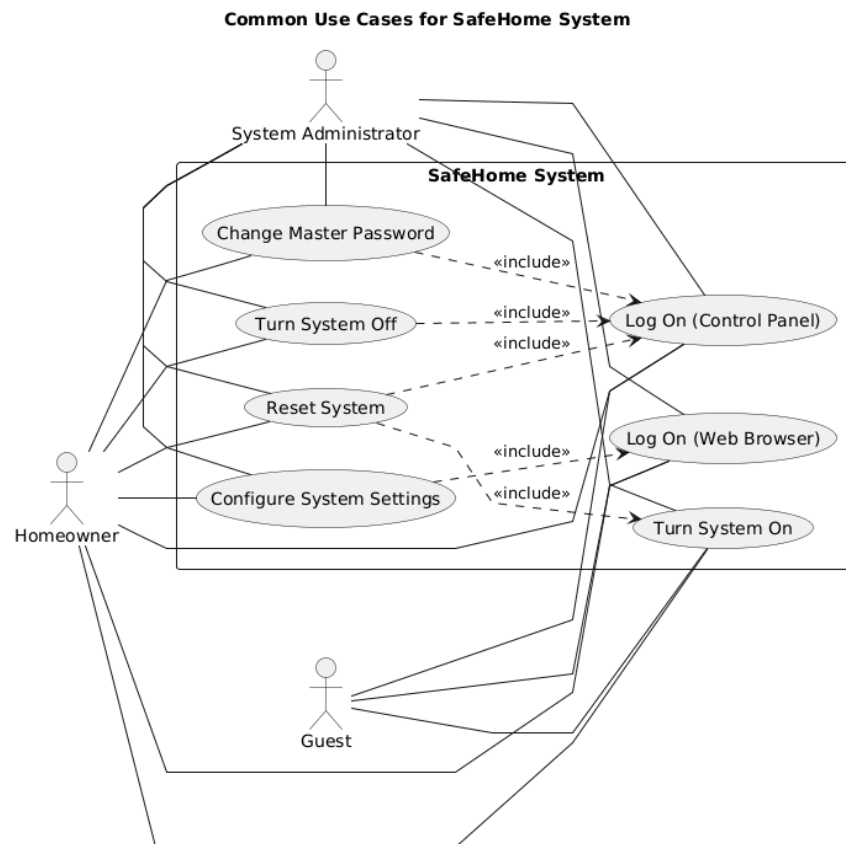 Common Use Cases for SafeHome System
System Administrator
SafeHome System
Change Master Password
«include»
Turn System Off
«include»
Log On (Control Panel)
«include»
Reset System
Log On (Web Browser)
«include»
Configure System Settings
«include»
Turn System On
Homeowner
Guest